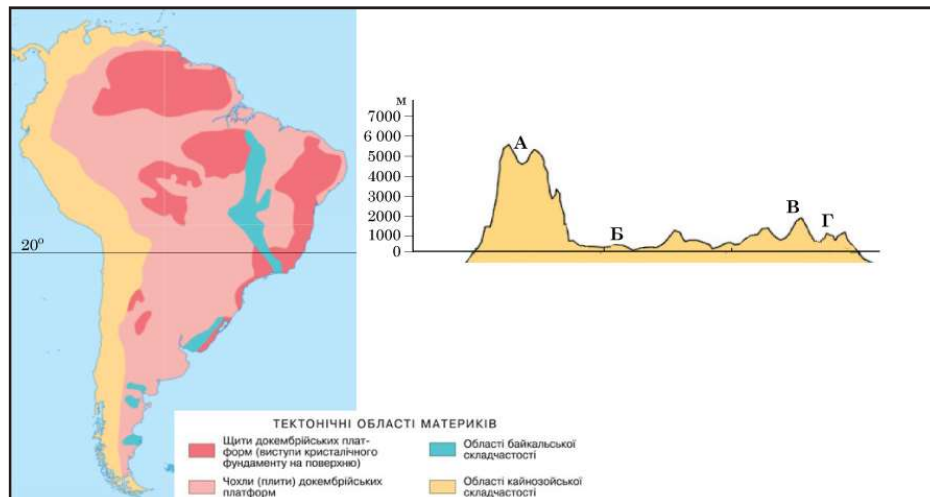 м
7000
6 000
5000
4000
3000
2000
1000
0
А
Б
В
Г
20°
ТЕКТОНІЧНІ ОБЛАСТІ МАТЕРИКІВ
Щити докембрійських плат-
форм (виступи кристалічного
фундаменту на поверхню)
Чохли (плити) докембрійських
платформ
Області байкальської
складчастості
Області кайнозойської
складчастості